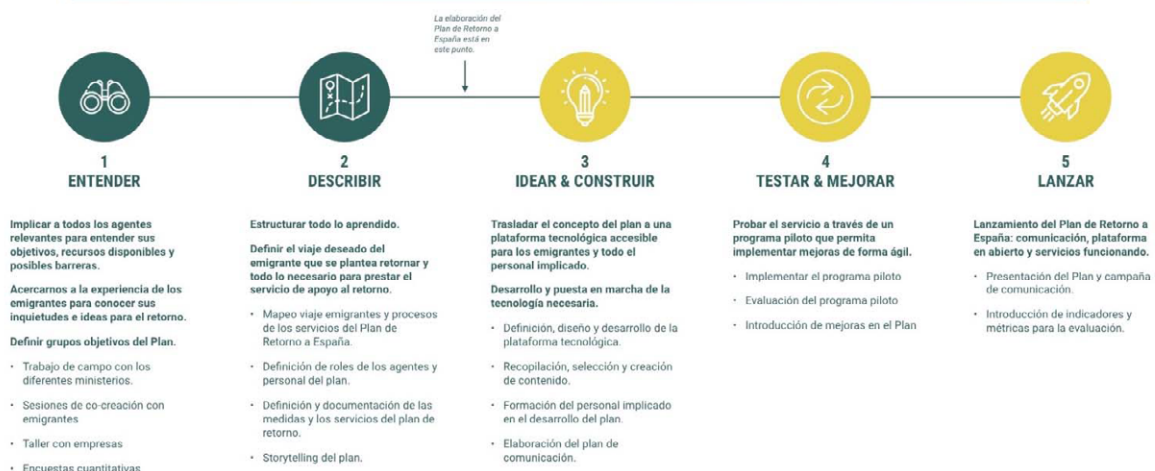 La elaboración del
Plan de Retorno a
España está en
este punto.
1
ENTENDER
Implicar a todos los agentes
relevantes para entender sus
objetivos, recursos disponibles y
posibles barreras.
Acercarnos a la experiencia de los
emigrantes para conocer sus
inquietudes e ideas para el retorno.
Definir grupos objetivos del Plan.
• Trabajo de campo con los
diferentes ministerios.
• Sesiones de co-creación con
emigrantes
• Taller con empresas
• Encuestas cuantitativas
2
DESCRIBIR
Estructurar todo lo aprendido.
Definir el viaje deseado del
emigrante que se plantea retornar y
todo lo necesario para prestar el
servicio de apoyo al retorno.
• Mapeo viaje emigrantes y procesos
de los servicios del Plan de
Retorno a España.
• Definición de roles de los agentes y
personal del plan.
• Definición y documentación de las
medidas y los servicios del plan de
retorno.
• Storytelling del plan.
3
IDEAR & CONSTRUIR
Trasladar el concepto del plan a una
plataforma tecnológica accesible
para los emigrantes y todo el
personal implicado.
Desarrollo y puesta en marcha de la
tecnología necesaria.
• Definición, diseño y desarrollo de la
plataforma tecnológica.
• Recopilación, selección y creación
de contenido.
• Formación del personal implicado
en el desarrollo del plan.
• Elaboración del plan de
comunicación.
4
TESTAR & MEJORAR
Probar el servicio a través de un
programa piloto que permita
implementar mejoras de forma ágil.
• Implementar el programa piloto
• Evaluación del programa piloto
• Introducción de mejoras en el Plan
5
LANZAR
Lanzamiento del Plan de Retorno a
España: comunicación, plataforma
en abierto y servicios funcionando.
• Presentación del Plan y campaña
de comunicación.
• Introducción de indicadores y
métricas para la evaluación.